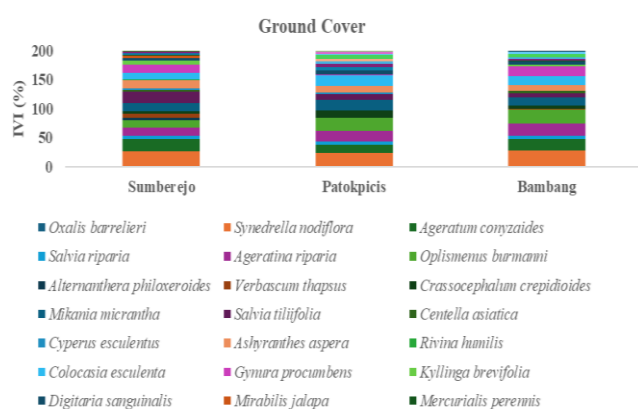 Ground Cover
200
150
100
50
0
IVI (%)
Sumberejo Patokpicis Bambang
Oxalis barrelieri Synedrella nodiflora Ageratum conyzaides
Salvia riparia Ageratina riparia Oplismenus burmanni
Alternanthera philoxeroides Verbascum thapsus Crassocephalum crepidioides
Mikania micrantha Salvia tiliifolia Centella asiatica
Cyperus esculentus Ashyranthes aspera Rivina humilis
Colocasia esculenta Gynura procumbens Kyllinga brevifolia
Digitaria sanguinalis Mirabilis jalapa Mercurialis perennis